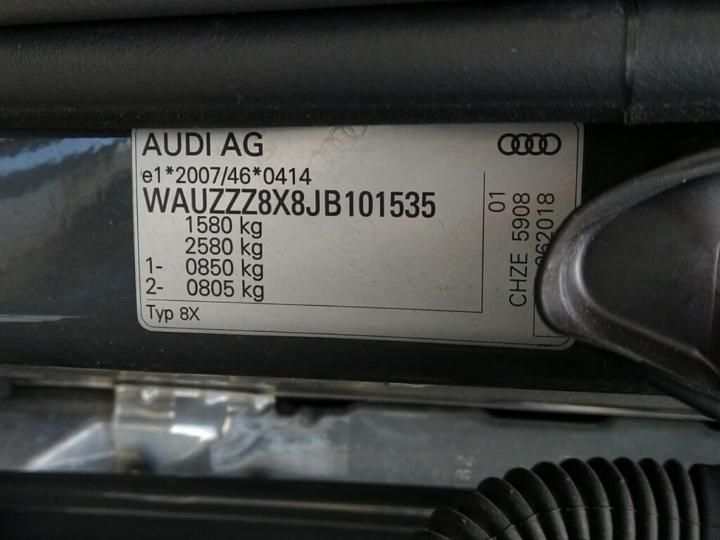 AUDI AG
e1*2007/46*0414
WAUZZZ8X8JB101535
1580 kg
2580 kg
1- 0850 kg
2- 0805 kg
Typ 8X
01
CHZE 5908
062018